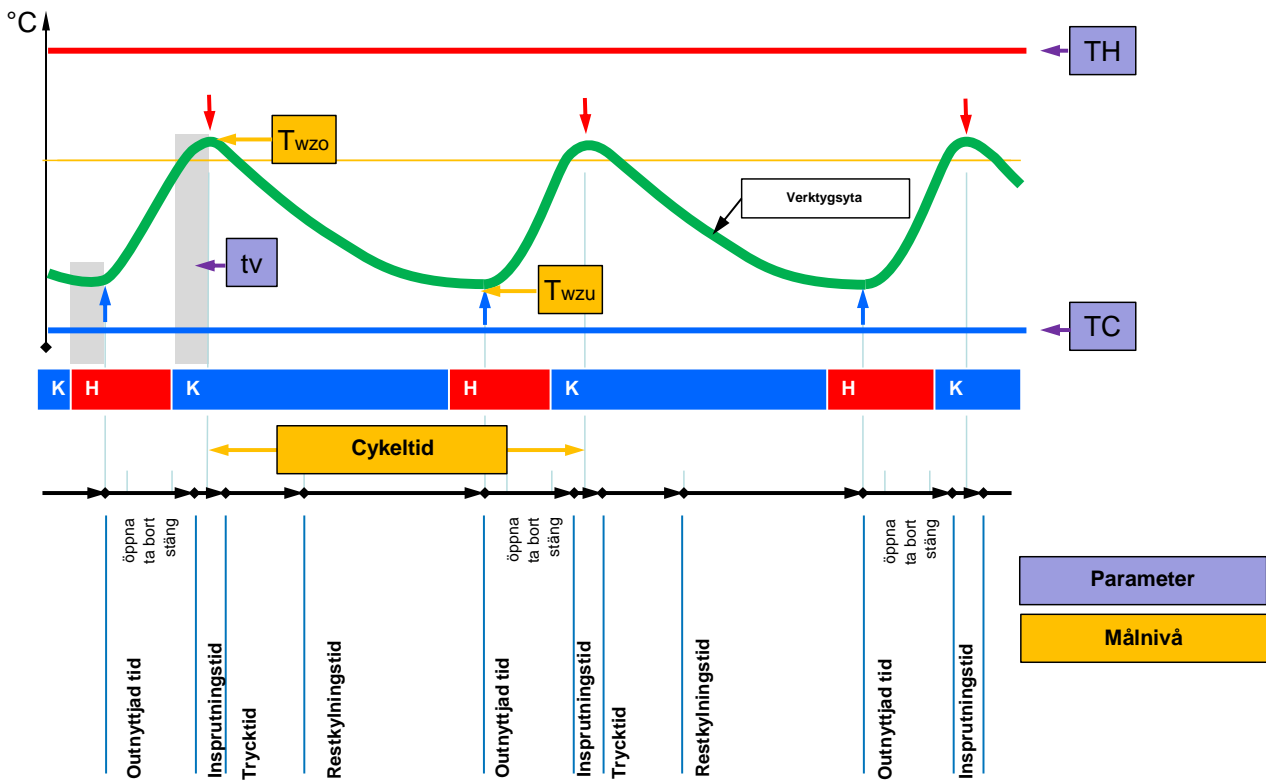 °C
TH
Twzo
Verktygsyta
tv
Twzu
TC
K H K H K H K
Cykeltid
öppna
ta bort
stäng
öppna
ta bort
stäng
öppna
ta bort
stäng
Parameter
Målnivå
Outnyttjad tid
Insprutningstid
Trycktid
Restkylningstid
Outnyttjad tid
Insprutningstid
Trycktid
Restkylningstid
Outnyttjad tid
Insprutningstid